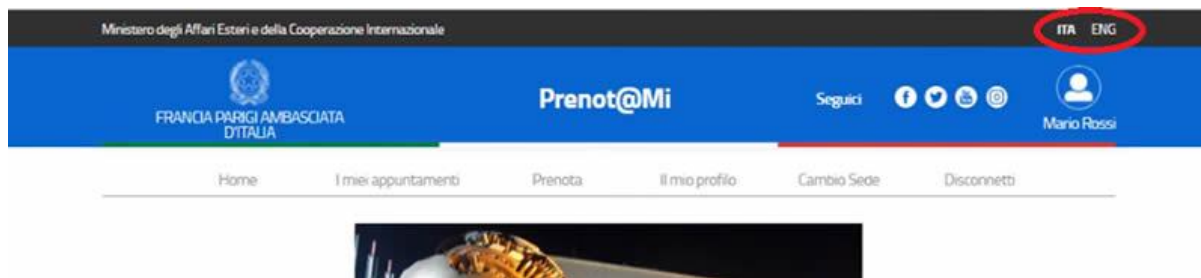 Ministero degli Affari Esteri e della Cooperazione Internazionale
ITA ENG
FRANCIA PARIGI AMBASCIATA
D'ITALIA
Prenot@Mi
Seguici
Mario Rossi
Home I miei appuntamenti Prenota Il mio profilo Cambio Sede Disconnetti